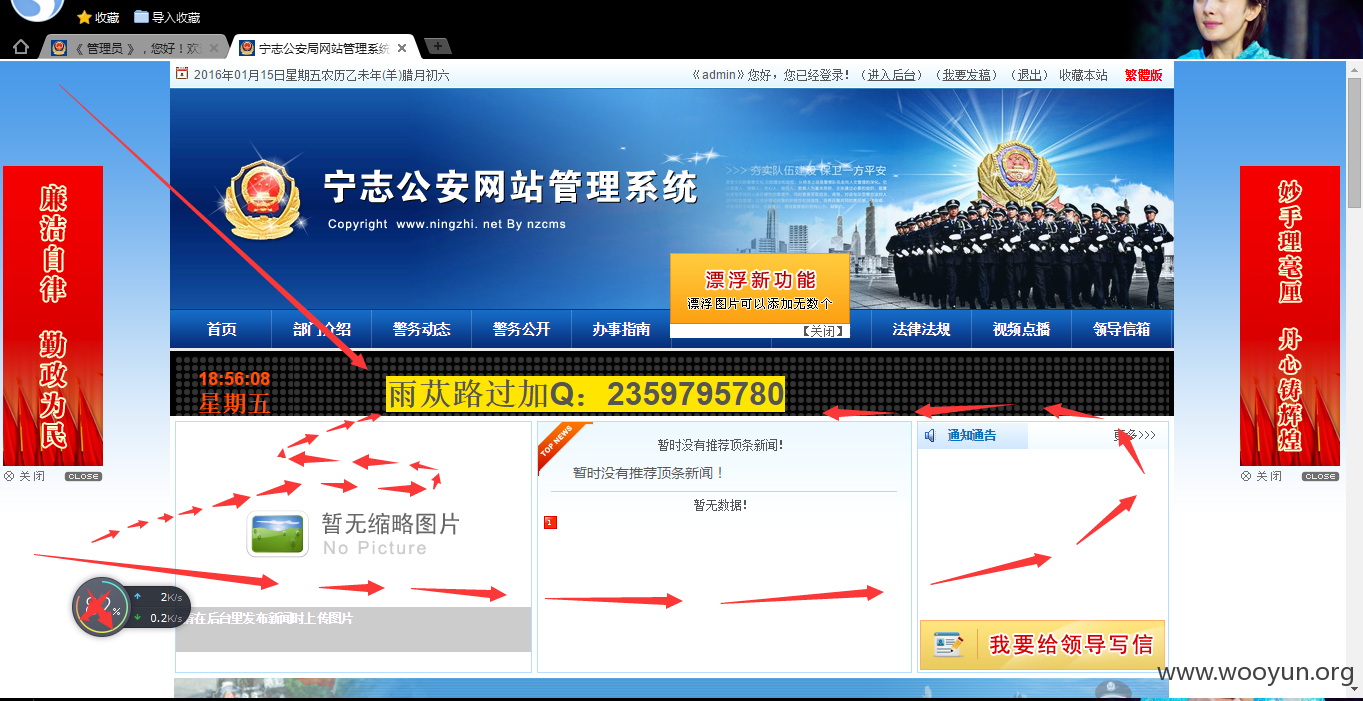 收藏 导入收藏
《 管理员 》，您好！欢
宁志公安局网站管理系统
2016年01月15日星期五农历乙未年(羊)腊月初六
《admin》您好，您已经登录！（进入后台）（我要发稿）（退出） 收藏本站 繁體版
宁志公安网站管理系统
Copyright www.ningzhi. net By nzcms
>>> 夯实队伍建设 保卫一方平安
廉洁自律 勤政为民
关闭 CLOSE
妙手理毫厘 丹心铸辉煌
关闭 CLOSE
漂浮新功能
漂浮图片可以添加无数个
【关闭】
首页 部门介绍 警务动态 警务公开 办事指南 法律法规 视频点播 领导信箱
18:56:08
星期五
雨苁路过加Q：2359795780
TOP NEWS
暂时没有推荐顶条新闻!
暂时没有推荐顶条新闻！
暂无数据!
1
通知通告
更多>>>
暂无缩略图片
No Picture
2K/s
%
0.2K/s
在后台里发布新闻时上传图片
我要给领导写信
www.wooyun.org